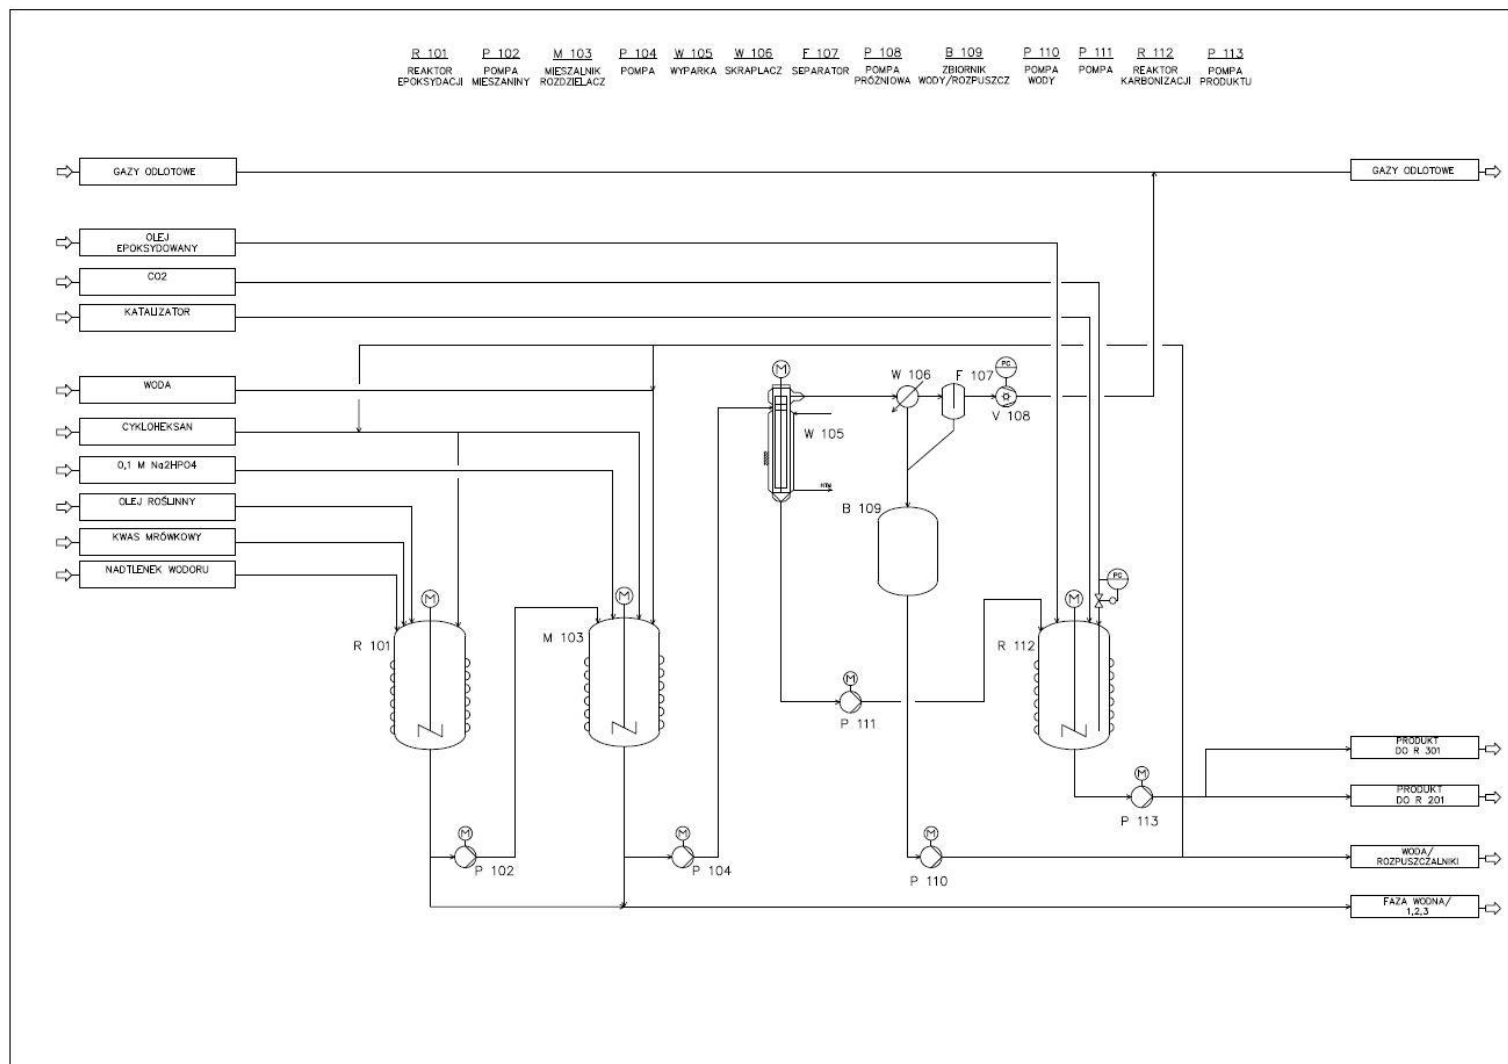 R 101
REAKTOR
EPOKSYDACJI
P 102
POMPA
MIESZANINY
M 103
MIESZALNIK
ROZDZIELACZ
P 104
POMPA
W 105
WYPARKA
W 106
SKRAPLACZ
F 107
SEPARATOR
P 108
POMPA
PRÓŻNIOWA
B 109
ZBIORNIK
WODY/ROZPUSZCZ
P 110
POMPA
WODY
P 111
POMPA
R 112
REAKTOR
KARBONIZACJI
P 113
POMPA
PRODUKTU
GAZY ODLOTOWE
GAZY ODLOTOWE
OLEJ
EPOKSYDOWANY
CO2
KATALIZATOR
WODA
CYKLOHEKSAN
0,1 M Na2HPO4
OLEJ ROŚLINNY
KWAS MRÓWKOWY
NADTLENEK WODORU
M
W 105
W 106
F 107
PC
V 108
B 109
M
R 101
M
M 103
M
P 111
M
R 112
PC
M
P 102
M
P 104
M
P 110
M
P 113
PRODUKT
DO R 301
PRODUKT
DO R 201
WODA/
ROZPUSZCZALNIKI
FAZA WODNA/
1,2,3